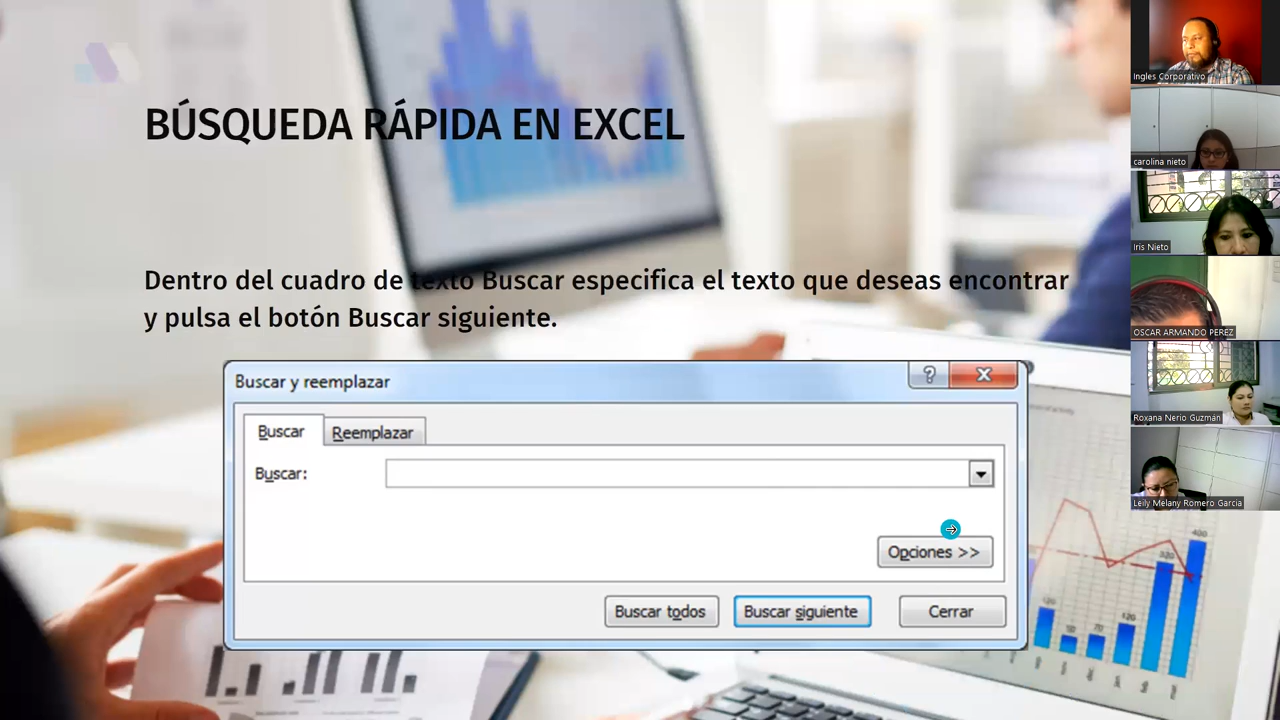 BÚSQUEDA RÁPIDA EN EXCEL
Dentro del cuadro de texto Buscar especifica el texto que deseas encontrar
y pulsa el botón Buscar siguiente.
Buscar y reemplazar
?
Buscar
Reemplazar
Buscar:
Opciones >>
Buscar todos
Buscar siguiente
Cerrar
Ingles Corporativo
carolina nieto
Iris Nieto
OSCAR ARMANDO PEREZ
Roxana Nerio Guzmán
Leily Melany Romero Garcia
320
400